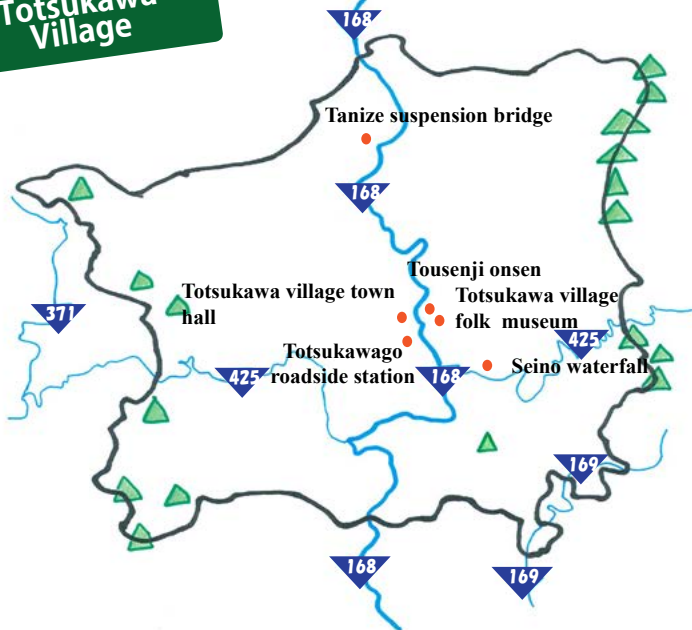 Totsukawa
Village
168
Tanize suspension bridge
168
Tousenji onsen
Totsukawa village town
hall
Totsukawa village
folk museum
371
425
Totsukawago
roadside station
Seino waterfall
425
168
169
168
169